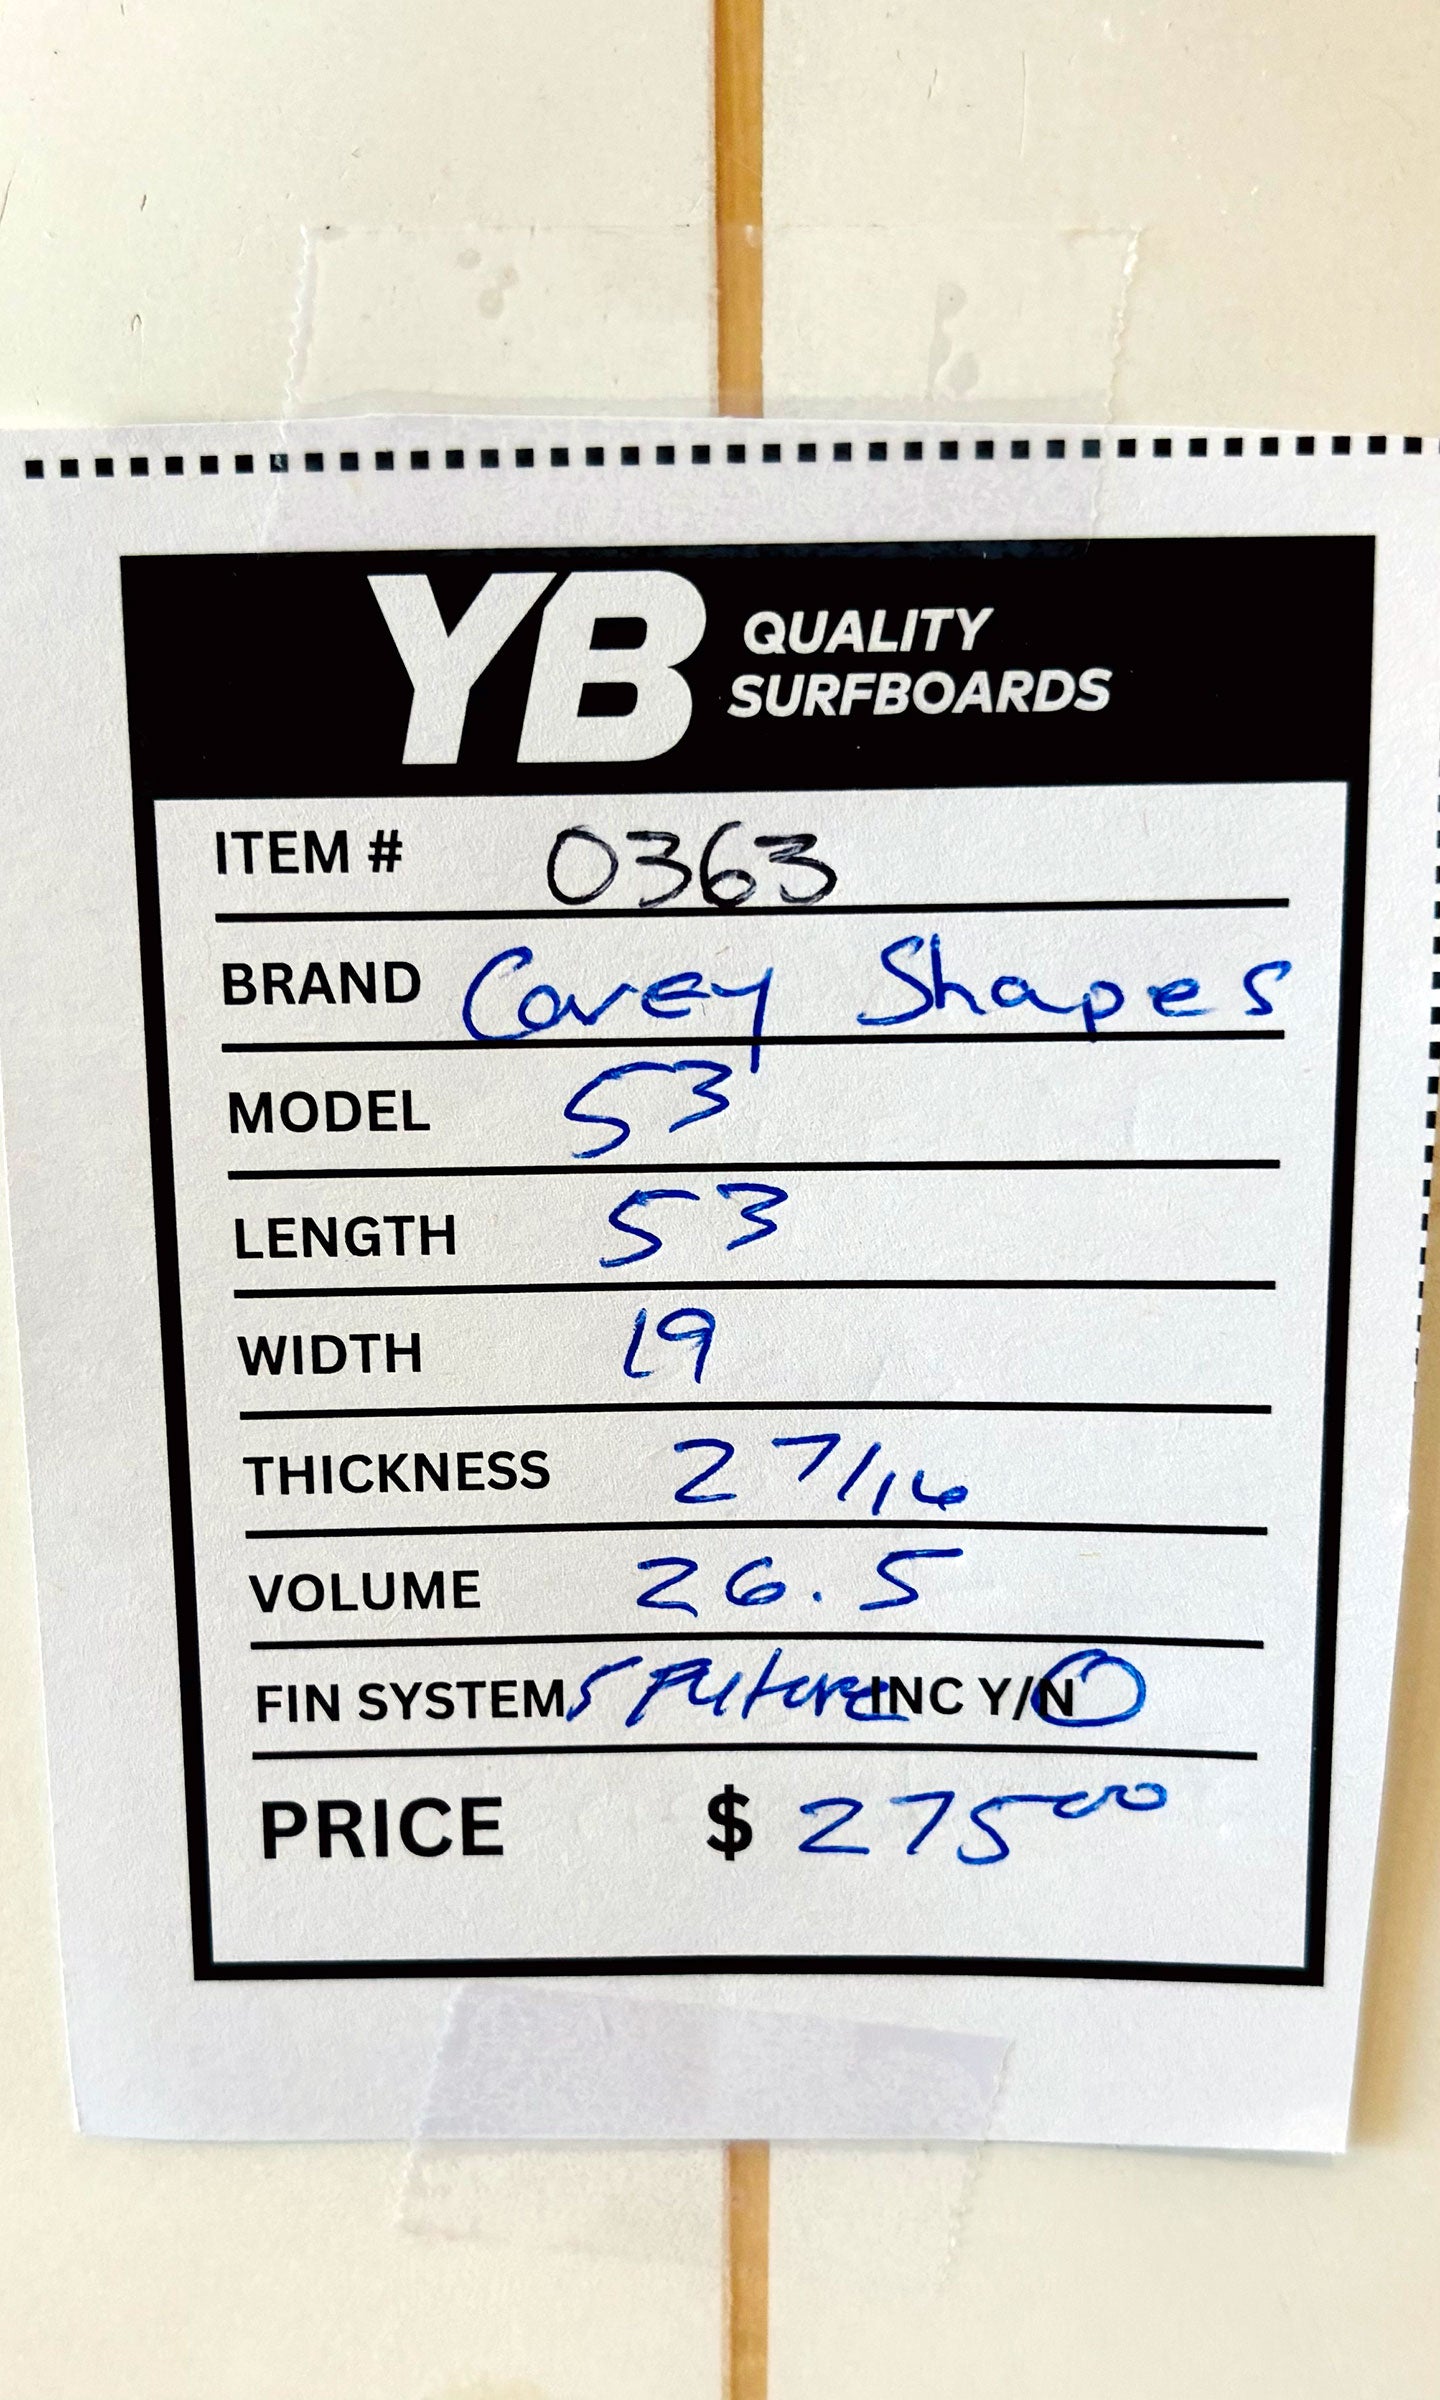 YB QUALITY
SURFBOARDS
ITEM # 0363
BRAND Covey Shapes
MODEL 53
LENGTH 53
WIDTH 19
THICKNESS 2 7/16
VOLUME 26.5
FIN SYSTEM 5 Future INC Y/N
PRICE $ 275 00